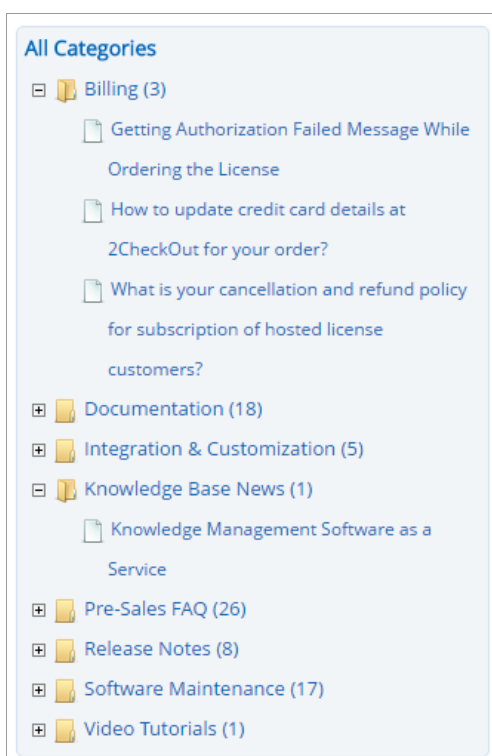 All Categories
Billing (3)
Getting Authorization Failed Message While
Ordering the License
How to update credit card details at
2CheckOut for your order?
What is your cancellation and refund policy
for subscription of hosted license
customers?
Documentation (18)
Integration & Customization (5)
Knowledge Base News (1)
Knowledge Management Software as a
Service
Pre-Sales FAQ (26)
Release Notes (8)
Software Maintenance (17)
Video Tutorials (1)